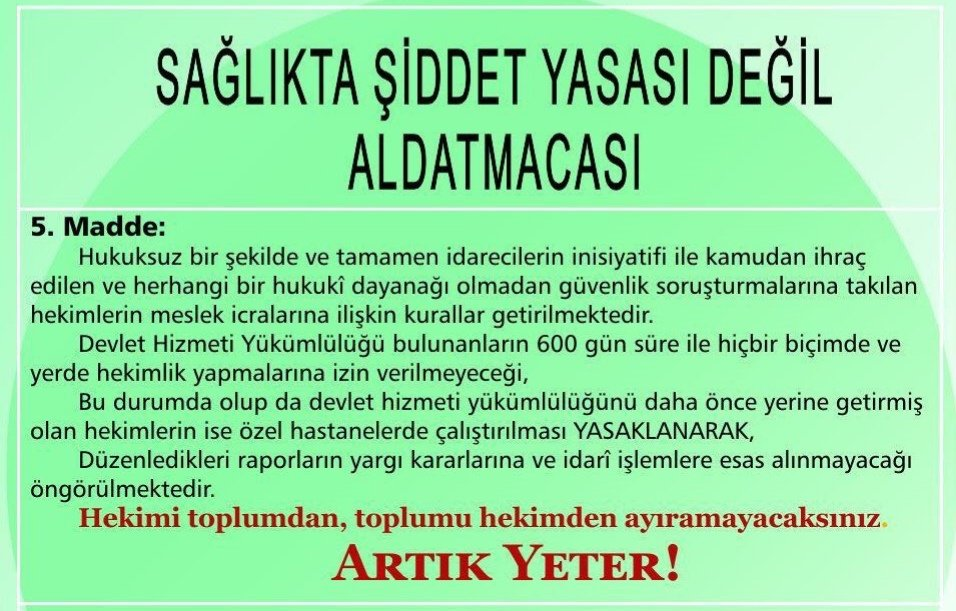 SAĞLIKTA ŞİDDET YASASI DEĞİL
ALDATMACASI
5. Madde:
Hukuksuz bir şekilde ve tamamen idarecilerin inisiyatifi ile kamudan ihraç
edilen ve herhangi bir hukukî dayanağı olmadan güvenlik soruşturmalarına takılan
hekimlerin meslek icralarına ilişkin kurallar getirilmektedir.
Devlet Hizmeti Yükümlülüğü bulunanların 600 gün süre ile hiçbir biçimde ve
yerde hekimlik yapmalarına izin verilmeyeceği,
Bu durumda olup da devlet hizmeti yükümlülüğünü daha önce yerine getirmiş
olan hekimlerin ise özel hastanelerde çalıştırılması YASAKLANARAK,
Düzenledikleri raporların yargı kararlarına ve idarî işlemlere esas alınmayacağı
öngörülmektedir.
Hekimi toplumdan, toplumu hekimden ayıramayacaksınız.
ARTIK YETER!